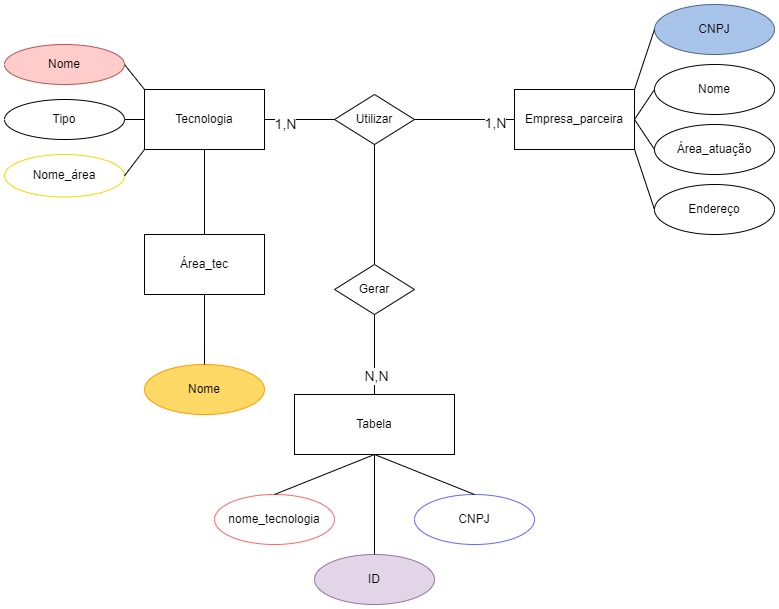 CNPJ
Nome
Nome
Tipo
Tecnologia
1,N
Utilizar
1,N
Empresa_parceira
Área_atuação
Nome_área
Endereço
Área_tec
Gerar
Nome
N,N
Tabela
nome_tecnologia
CNPJ
ID